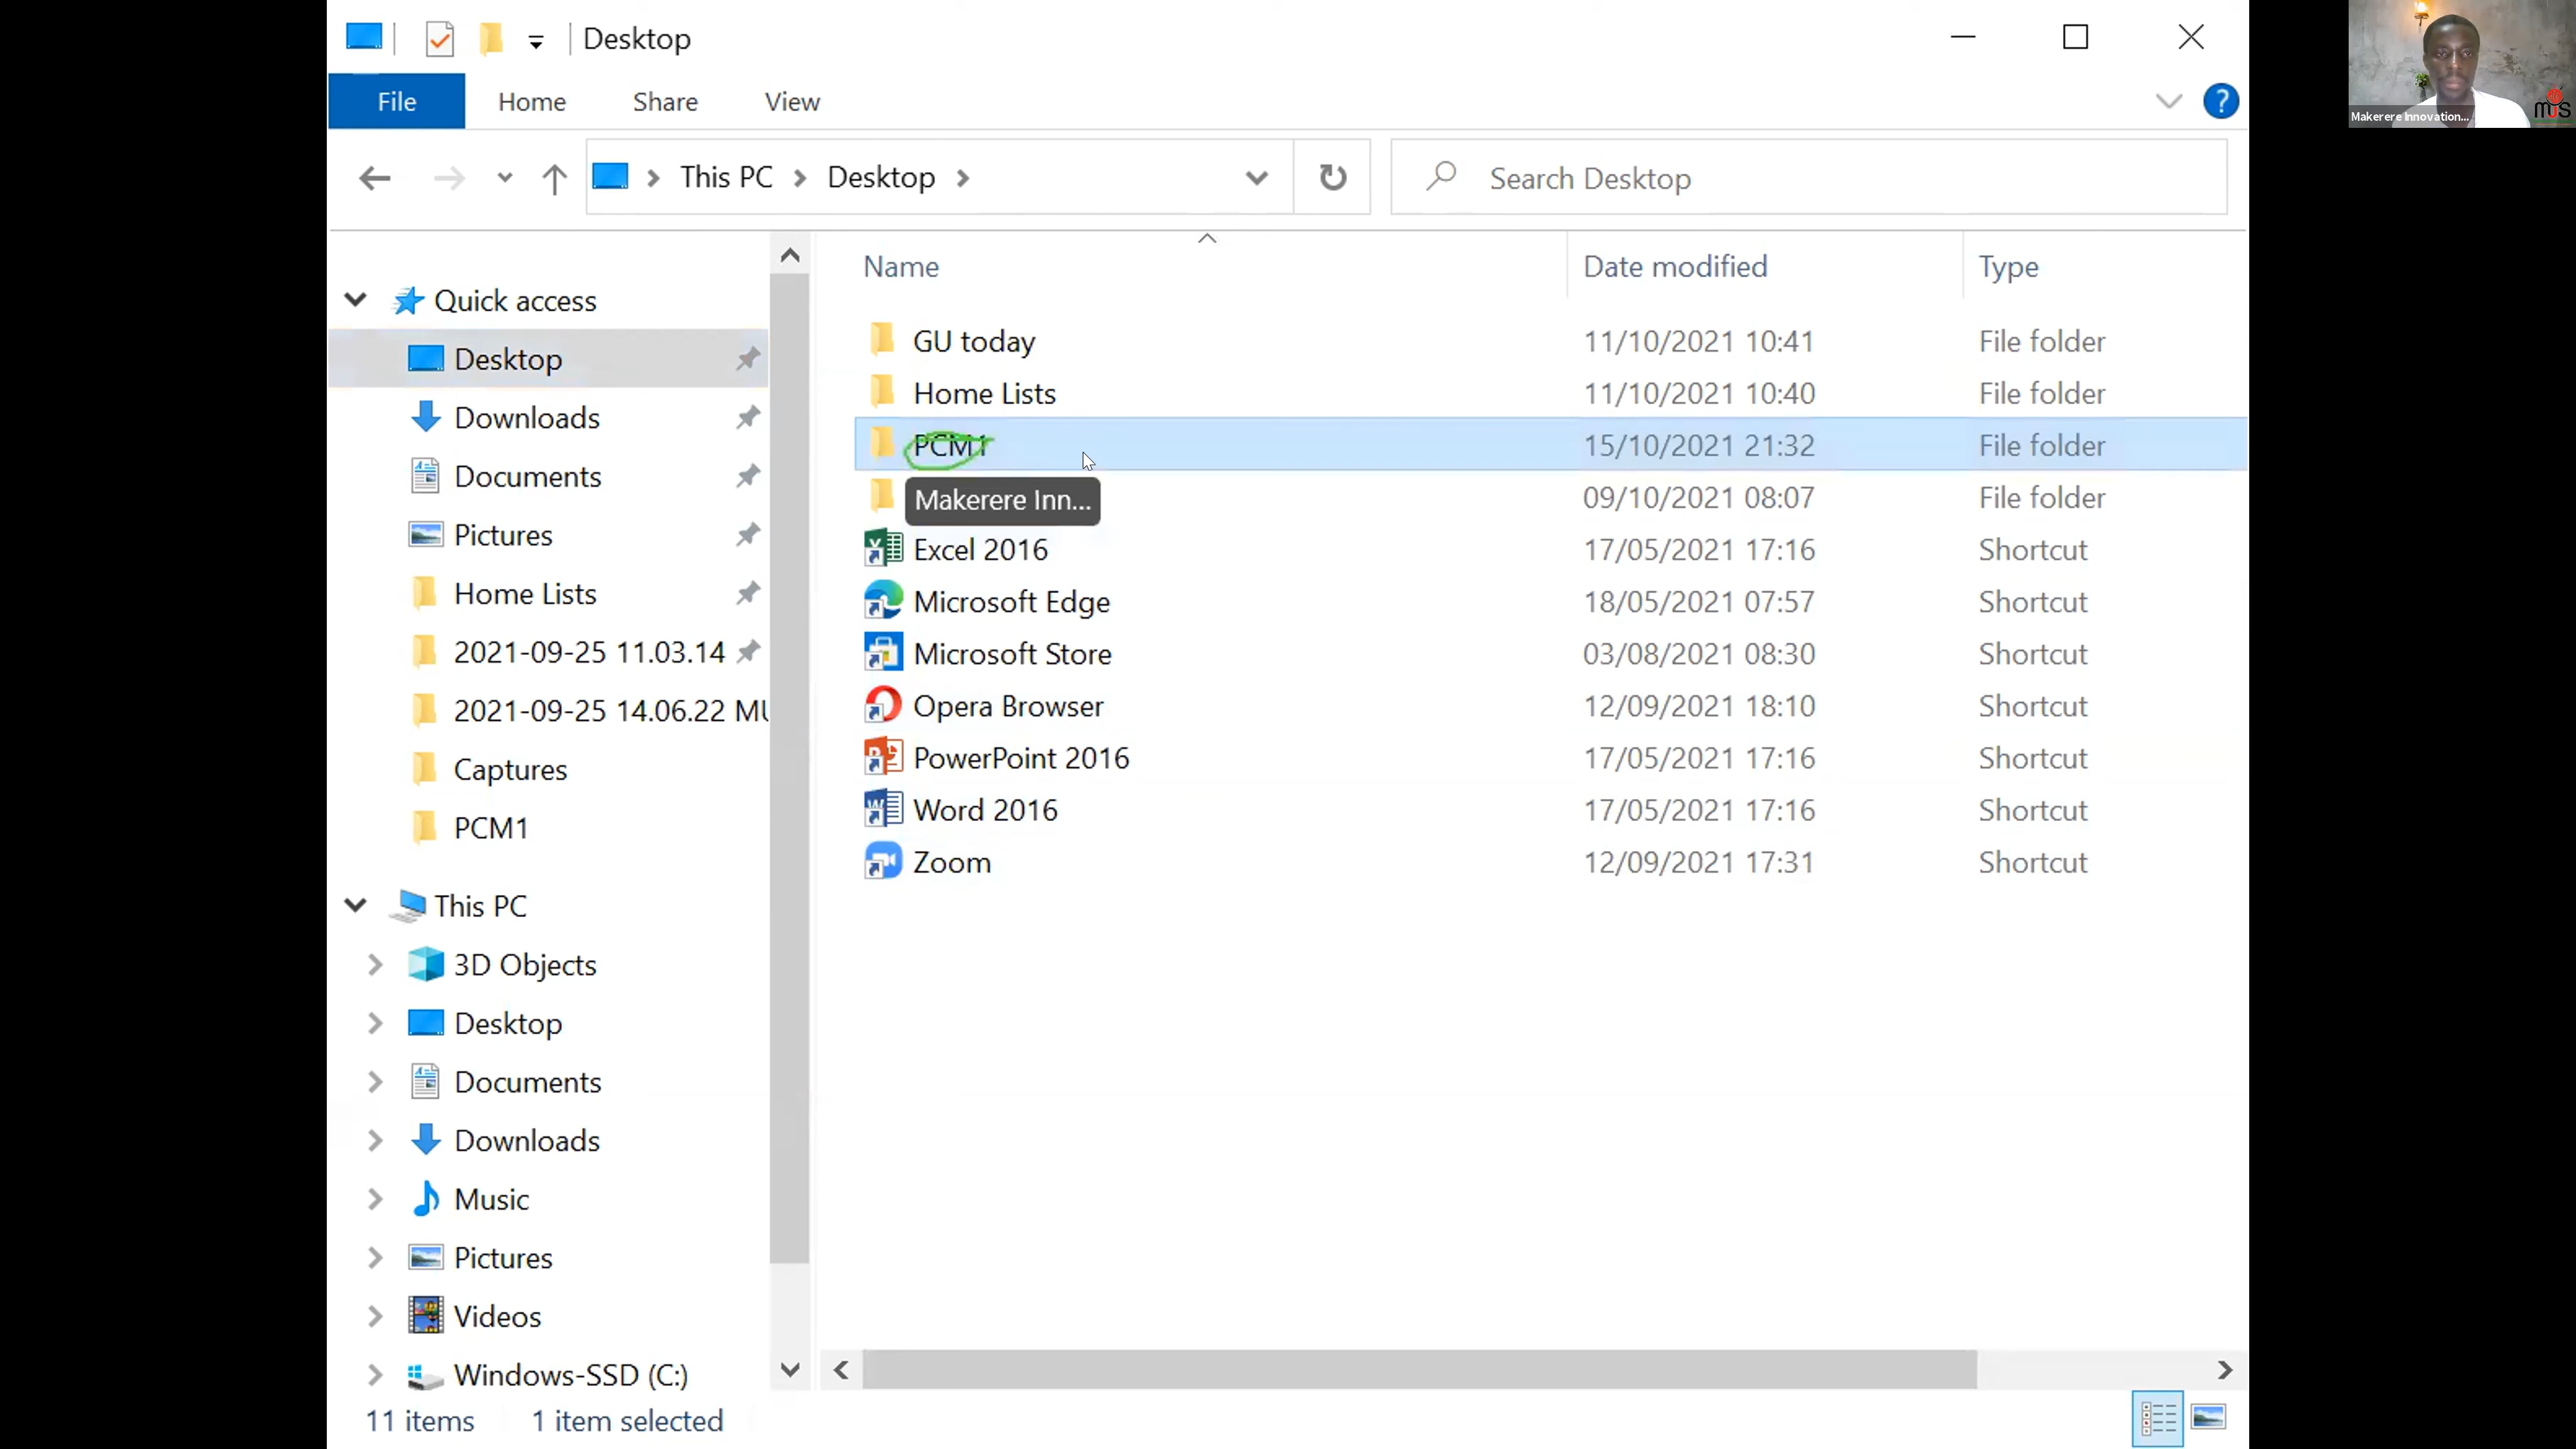 Desktop
File Home Share View
This PC Desktop
Search Desktop
Makerere Innovation...
mjs
Quick access
Desktop
Downloads
Documents
Pictures
Home Lists
2021-09-25 11.03.14
2021-09-25 14.06.22 MU
Captures
PCM1
This PC
3D Objects
Desktop
Documents
Downloads
Music
Pictures
Videos
Windows-SSD (C:)
Name Date modified Type
GU today 11/10/2021 10:41 File folder
Home Lists 11/10/2021 10:40 File folder
PCM1 15/10/2021 21:32 File folder
Makerere Inn... 09/10/2021 08:07 File folder
Excel 2016 17/05/2021 17:16 Shortcut
Microsoft Edge 18/05/2021 07:57 Shortcut
Microsoft Store 03/08/2021 08:30 Shortcut
Opera Browser 12/09/2021 18:10 Shortcut
PowerPoint 2016 17/05/2021 17:16 Shortcut
Word 2016 17/05/2021 17:16 Shortcut
Zoom 12/09/2021 17:31 Shortcut
11 items 1 item selected